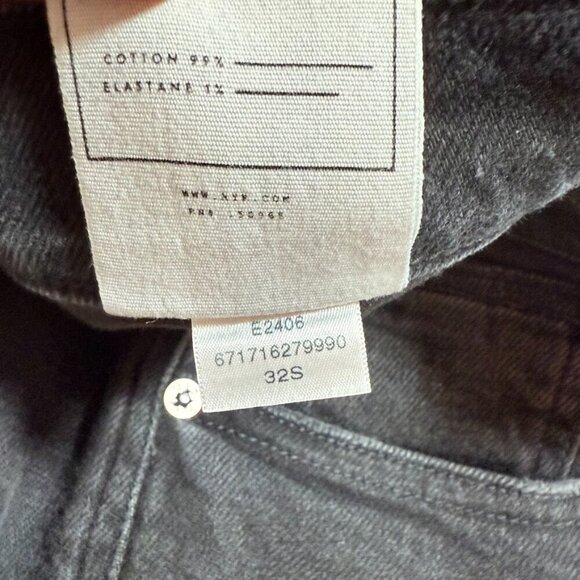 COTTON 99%
ELASTANE 1%
E2406
671716279990
32S